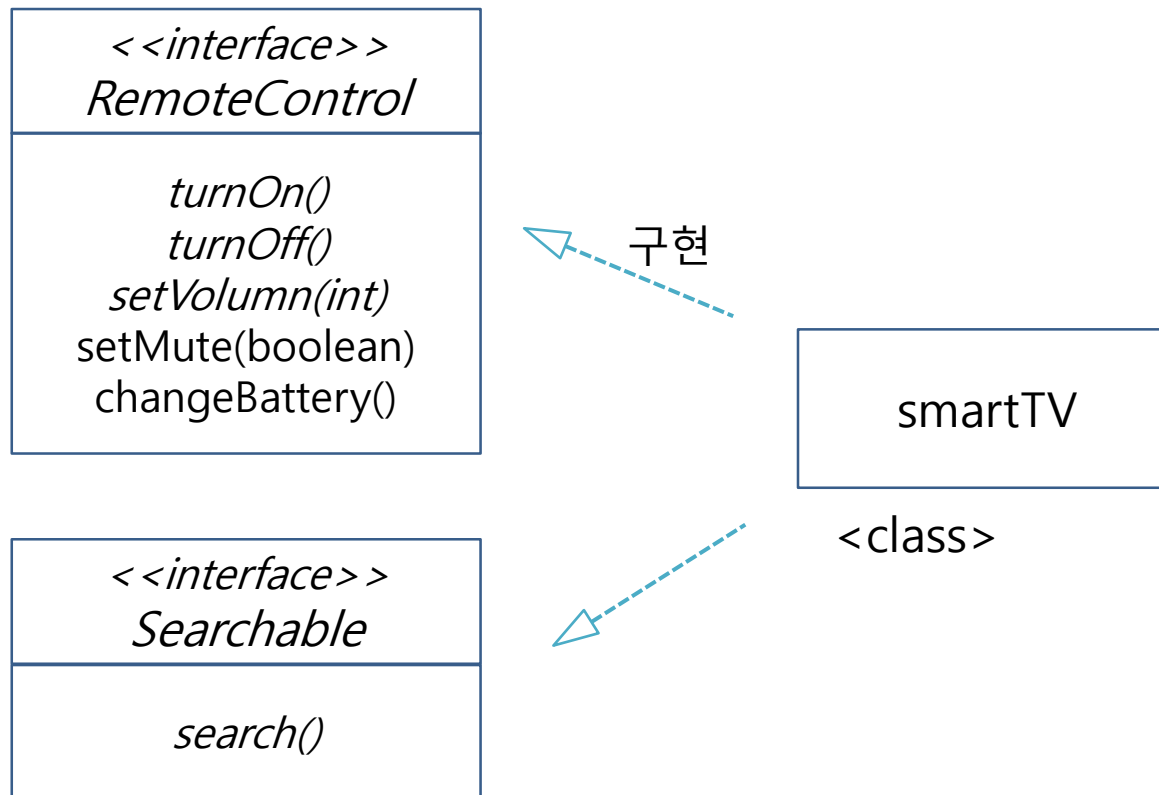 <<interface>>
RemoteControl
turnOn()
turnOff()
setVolumn(int)
setMute(boolean)
changeBattery()
구현
smartTV
<class>
<<interface>>
Searchable
search()